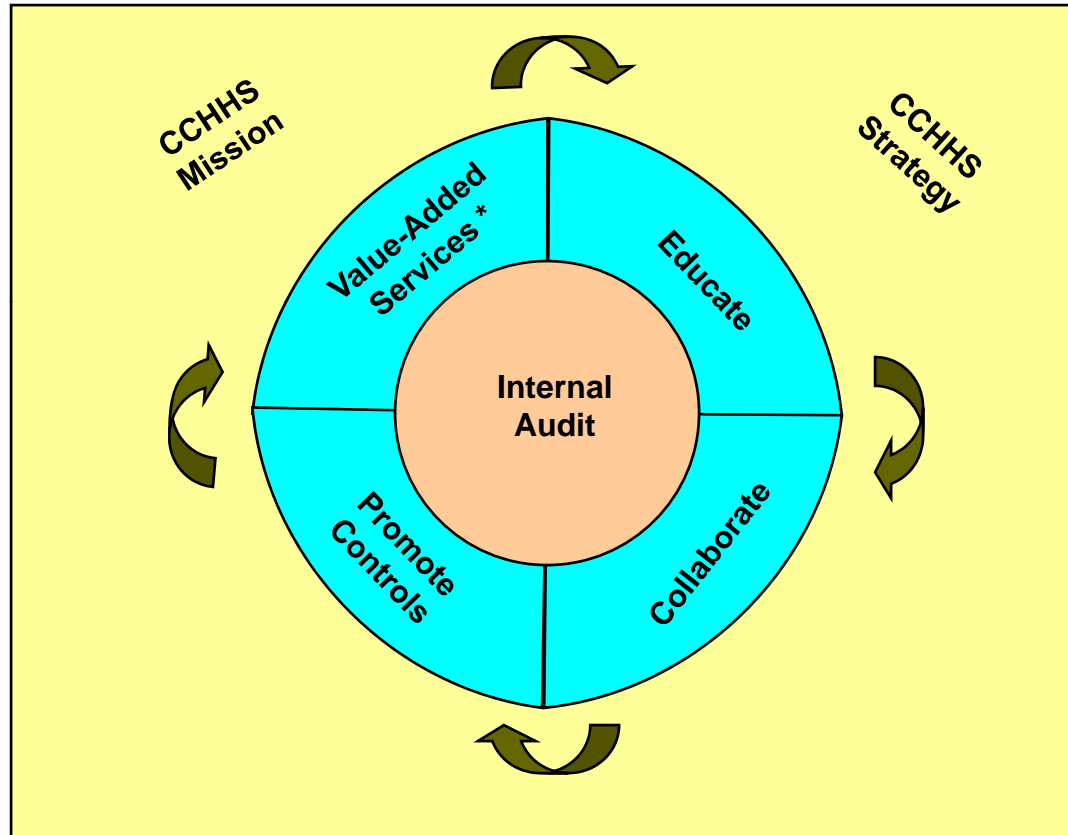 CCHHS
Mission
CCHHS
Strategy
Value-Added
Services *
Educate
Internal
Audit
Promote
Controls
Collaborate